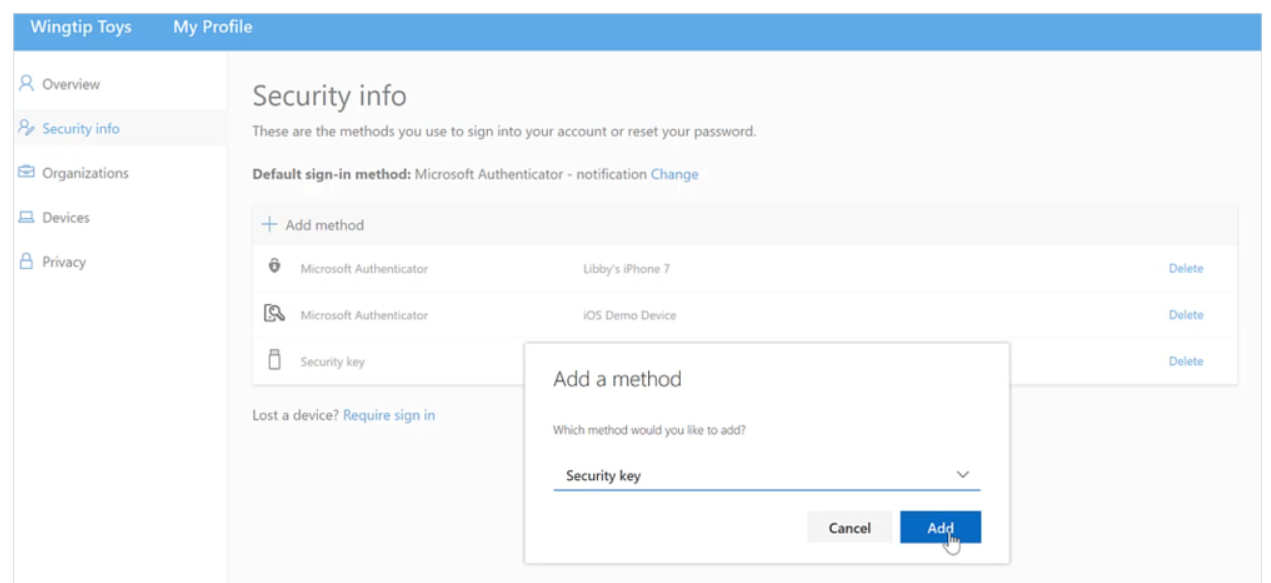 Wingtip Toys My Profile
Overview
Security info
Organizations
Devices
Privacy
Security info
These are the methods you use to sign into your account or reset your password.
Default sign-in method: Microsoft Authenticator - notification Change
Add method
Microsoft Authenticator Libby's iPhone 7 Delete
Microsoft Authenticator iOS Demo Device Delete
Security key Delete
Lost a device? Require sign in
Add a method
Which method would you like to add?
Security key
Cancel Add